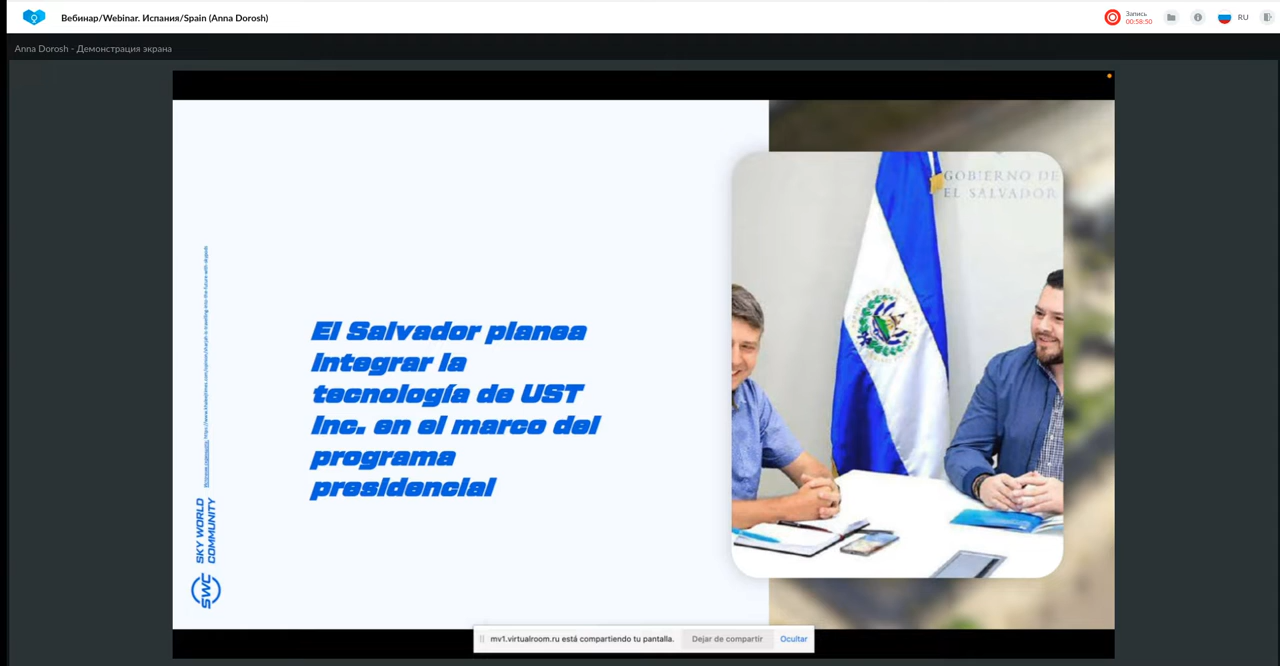 Вебинар/Webinar. Испания/Spain (Anna Dorosh)
Запись
00:58:50
RU
Anna Dorosh - Демонстрация экрана
GOBIERNO DE
EL SALVADOR
El Salvador planea
integrar la
tecnología de UST
Inc. en el marco del
programa
presidencial
SKY WORLD
COMMUNITY
SWC
mv1.virtualroom.ru está compartiendo tu pantalla.
Dejar de compartir
Ocultar